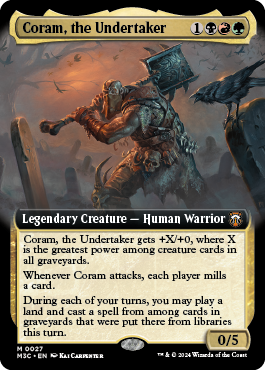 Coram, the Undertaker 1
Legendary Creature — Human Warrior
Coram, the Undertaker gets +X/+0, where X
is the greatest power among creature cards in
all graveyards.
Whenever Coram attacks, each player mills
a card.
During each of your turns, you may play a
land and cast a spell from among cards in
graveyards that were put there from libraries
this turn.
0/5
M 0027
M3C • EN Kai Carpenter
™ & © 2024 Wizards of the Coast